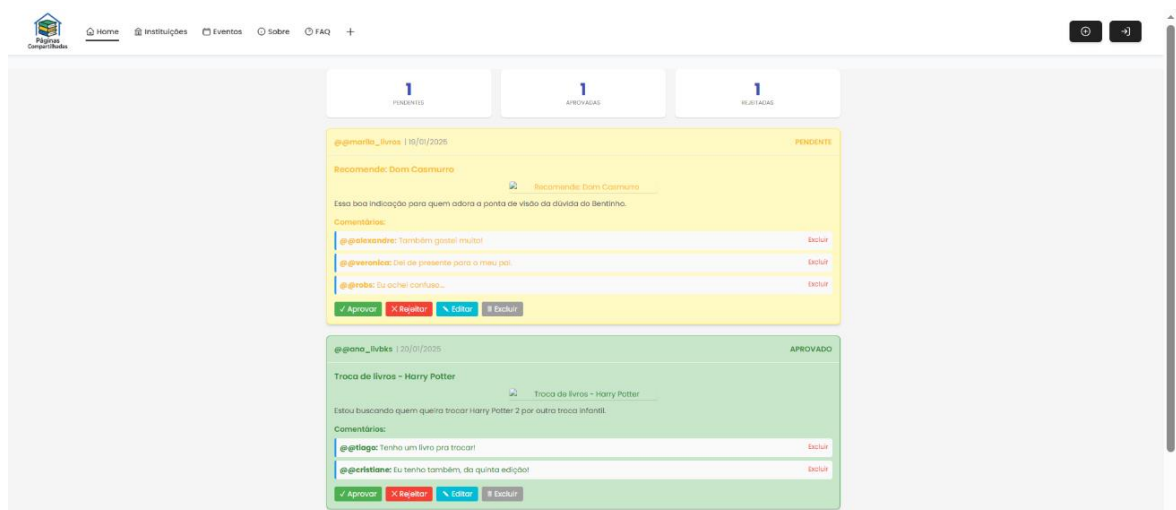 Páginas
Compartilhadas
Home Instituições Eventos Sobre FAQ
1 1 1
PENDENTES APROVADAS REJEITADAS
@@marilia_livros | 19/01/2025 PENDENTE
Recomende: Dom Casmurro
Recomende: Dom Casmurro
Essa boa indicação para quem adora a ponta de visão da dúvida do Bentinho.
Comentários:
@@alexandre: Também gostei muito! Excluir
@@veronica: Dei de presente para o meu pai. Excluir
@@robs: Eu achei confuso... Excluir
✓ Aprovar ✕ Rejeitar Editar Excluir
@@ana_livbks | 20/01/2025 APROVADO
Troca de livros - Harry Potter
Troca de livros - Harry Potter
Estou buscando quem queira trocar Harry Potter 2 por outra troca infantil.
Comentários:
@@tiago: Tenho um livro pra trocar! Excluir
@@cristiane: Eu tenho também, da quinta edição! Excluir
✓ Aprovar ✕ Rejeitar Editar Excluir